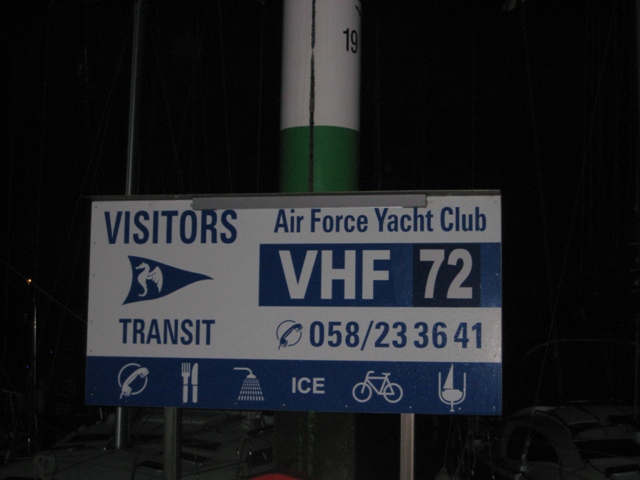 19
VISITORS
Air Force Yacht Club
VHF 72
TRANSIT
058/23 36 41
ICE